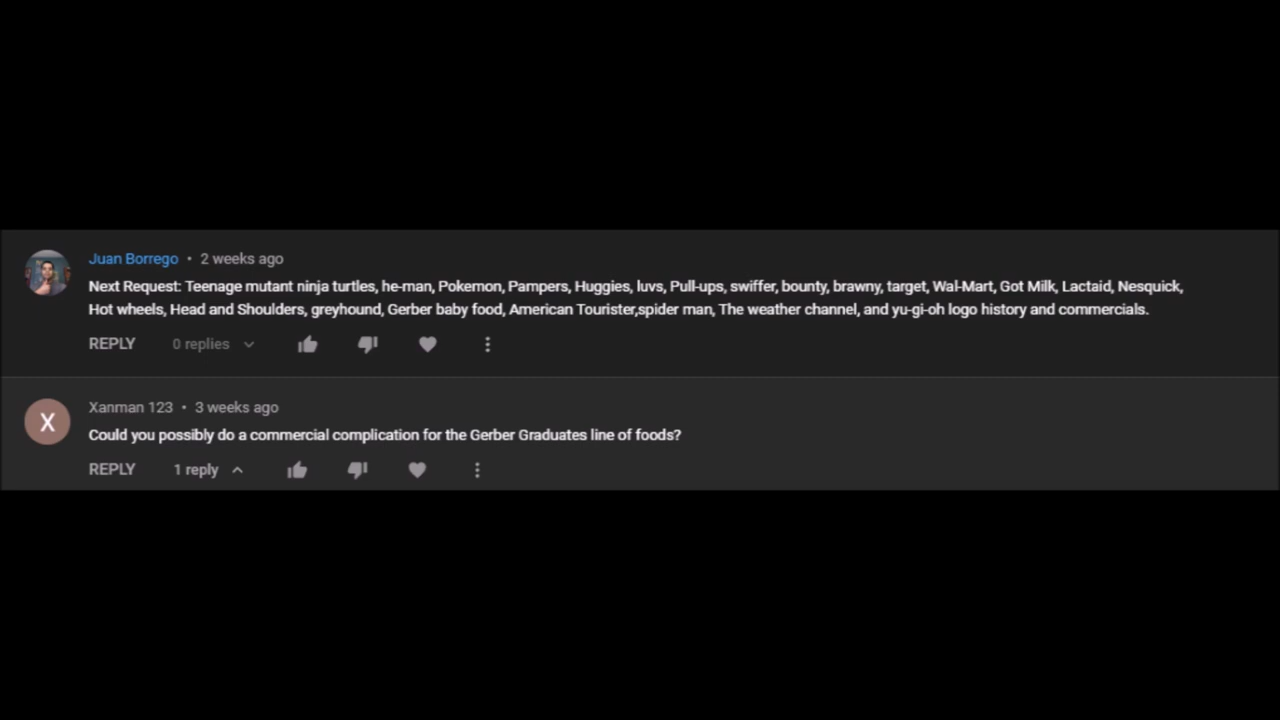 Juan Borrego • 2 weeks ago
Next Request: Teenage mutant ninja turtles, he-man, Pokemon, Pampers, Huggies, luvs, Pull-ups, swiffer, bounty, brawny, target, Wal-Mart, Got Milk, Lactaid, Nesquick,
Hot wheels, Head and Shoulders, greyhound, Gerber baby food, American Tourister,spider man, The weather channel, and yu-gi-oh logo history and commercials.
REPLY 0 replies
X
Xanman 123 • 3 weeks ago
Could you possibly do a commercial complication for the Gerber Graduates line of foods?
REPLY 1 reply